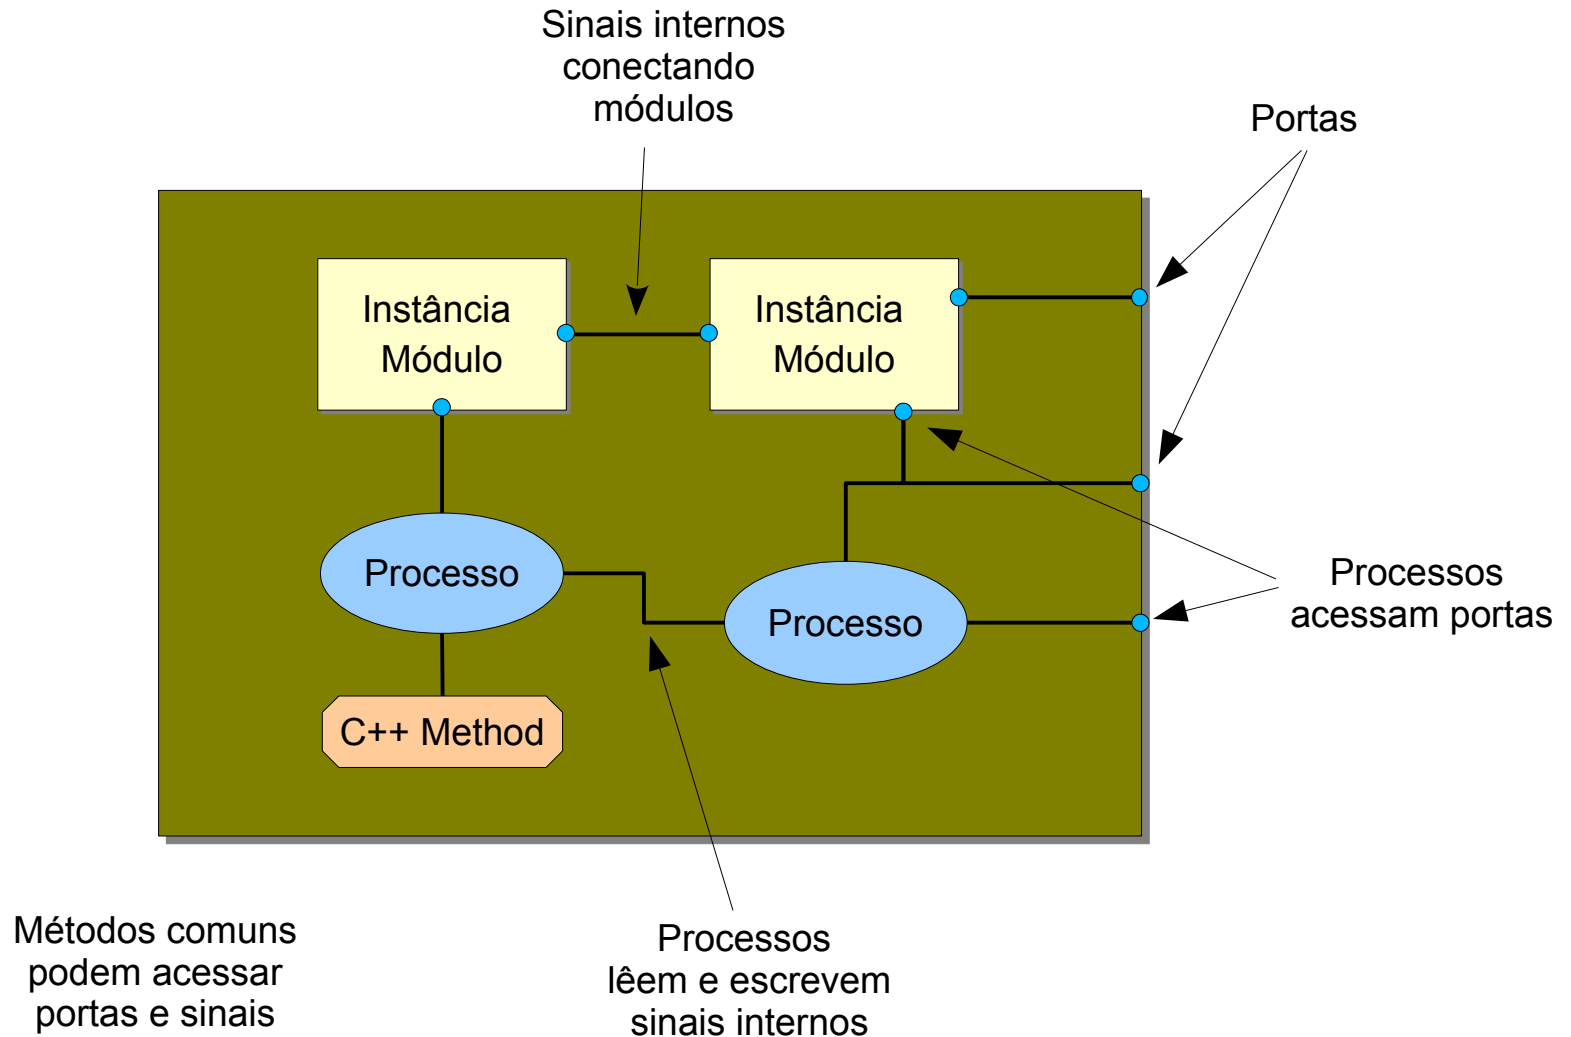 Sinais internos
conectando
módulos
Portas
Instância
Módulo
Instância
Módulo
Processo
Processo
Processos
acessam portas
C++ Method
Métodos comuns
podem acessar
portas e sinais
Processos
lêem e escrevem
sinais internos